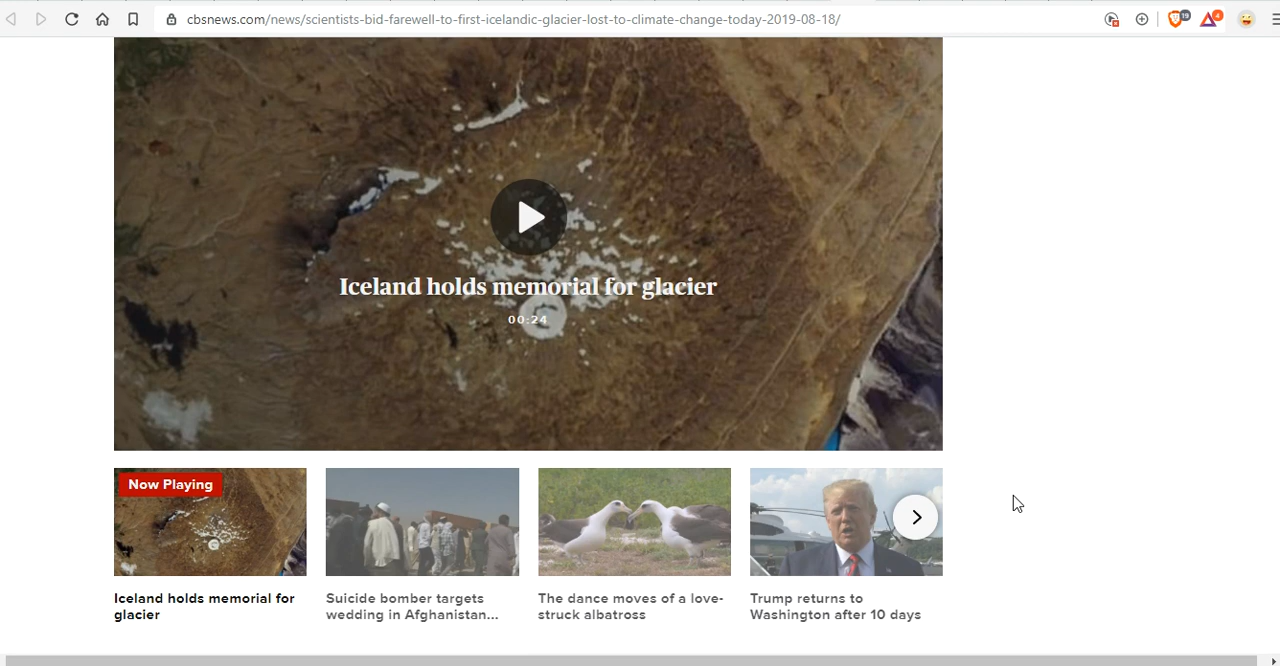 cbsnews.com/news/scientists-bid-farewell-to-first-icelandic-glacier-lost-to-climate-change-today-2019-08-18/
19
4
Iceland holds memorial for glacier
00:24
Now Playing
Iceland holds memorial for
glacier
Suicide bomber targets
wedding in Afghanistan...
The dance moves of a love-
struck albatross
Trump returns to
Washington after 10 days